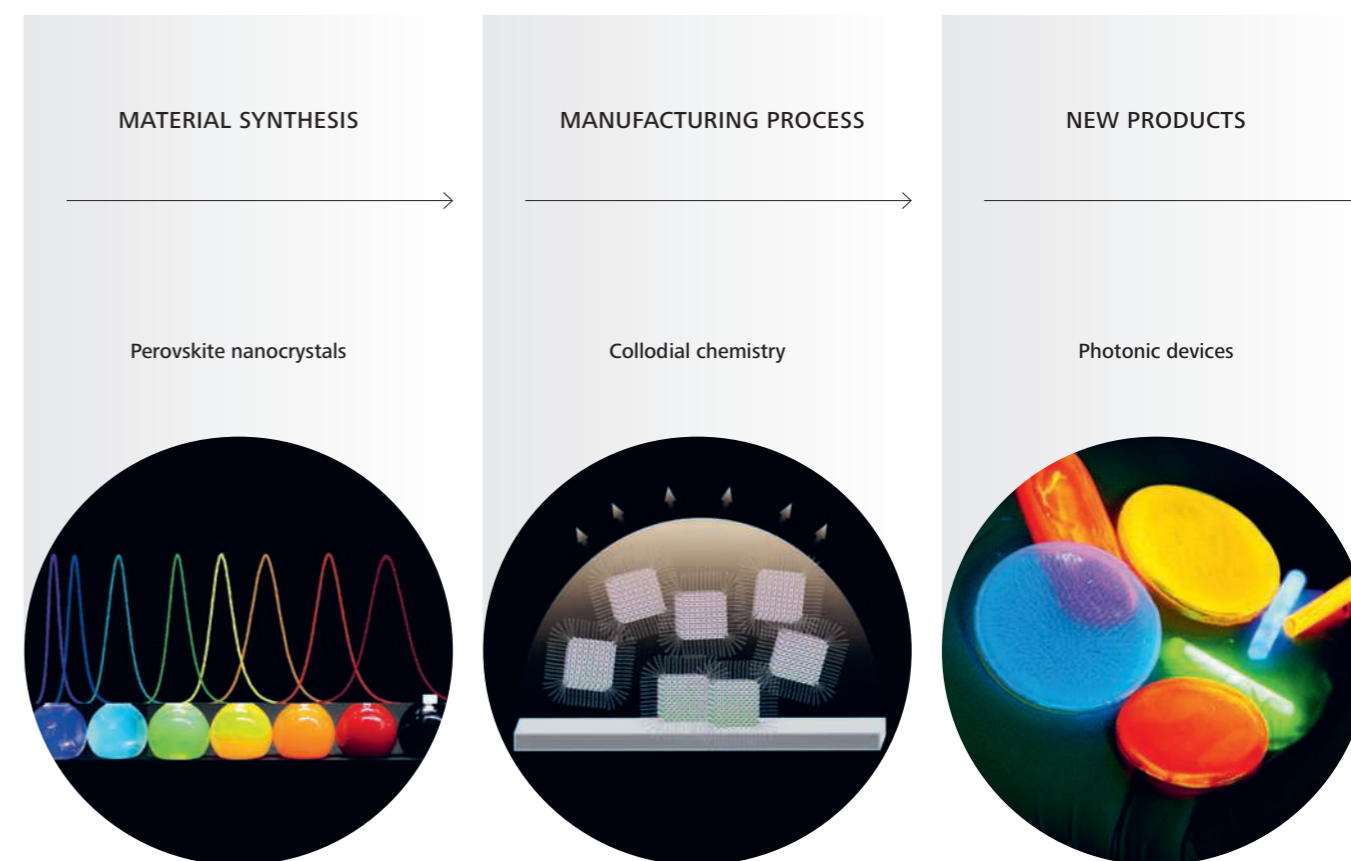 MATERIAL SYNTHESIS
MANUFACTURING PROCESS
NEW PRODUCTS
Perovskite nanocrystals
Collodial chemistry
Photonic devices